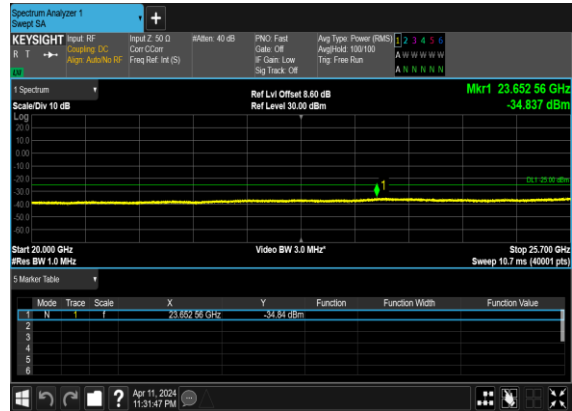 Spectrum Analyzer 1
Swept SA
+
KEYSIGHT Input: RF Input Z: 50 Ω #Atten: 40 dB PNO: Fast Avg Type: Power (RMS) 1 2 3 4 5 6
R T Coupling: DC Corr CCorr Gate: Off Avg|Hold: 100/100 A W W W W W
Align: Auto/No RF Freq Ref: Int (S) IF Gain: Low Trig: Free Run
Sig Track: Off A N N N N N
LW
1 Spectrum
Ref Lvl Offset 8.60 dB Mkr1 23.652 56 GHz
Scale/Div 10 dB Ref Level 30.00 dBm -34.837 dBm
Log
20.0
10.0
0.00
-10.0
-20.0
DL1 -25.00 dBm
1
-30.0
-40.0
-50.0
-60.0
Start 20.000 GHz Video BW 3.0 MHz* Stop 25.700 GHz
#Res BW 1.0 MHz Sweep 10.7 ms (40001 pts)
5 Marker Table
Mode Trace Scale X Y Function Function Width Function Value
1 N 1 f 23.652 56 GHz -34.84 dBm
2
3
4
5
6
? Apr 11, 2024
11:31:47 PM